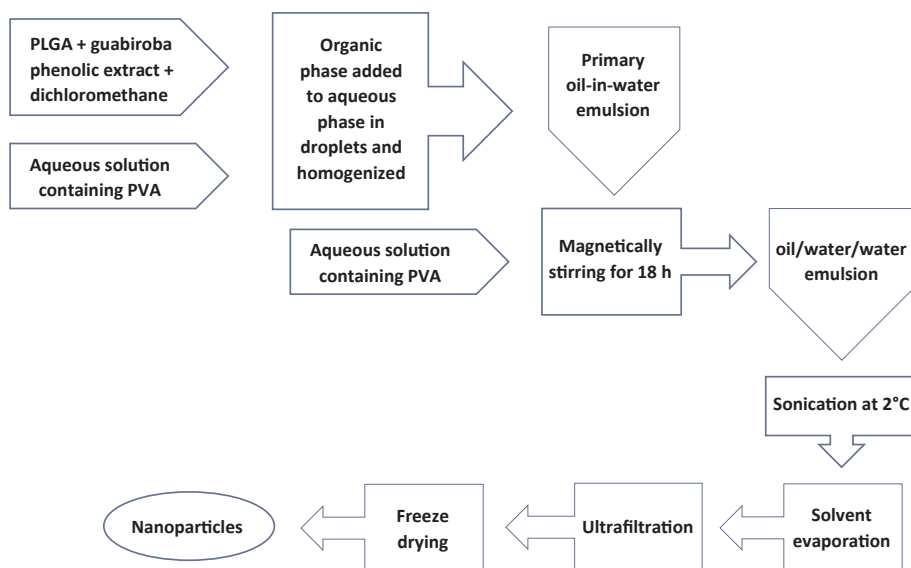 PLGA + guabiroba
phenolic extract +
dichloromethane
Aqueous solution
containing PVA
Organic
phase added
to aqueous
phase in
droplets and
homogenized
Primary
oil-in-water
emulsion
Aqueous solution
containing PVA
Magnetically
stirring for 18 h
oil/water/water
emulsion
Sonication at 2°C
Solvent
evaporation
Ultrafiltration
Freeze
drying
Nanoparticles